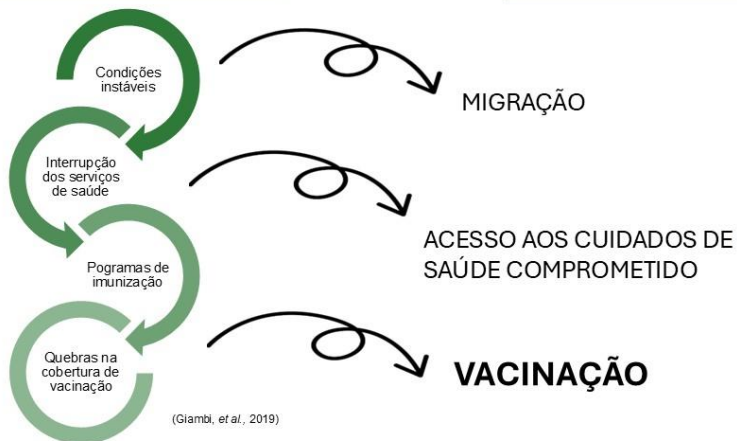 Condições
instáveis
MIGRAÇÃO
Interrupção
dos serviços
de saúde
ACESSO AOS CUIDADOS DE
SAÚDE COMPROMETIDO
Pogramas de
imunização
Quebras na
cobertura de
vacinação
VACINAÇÃO
(Giambi, et al., 2019)